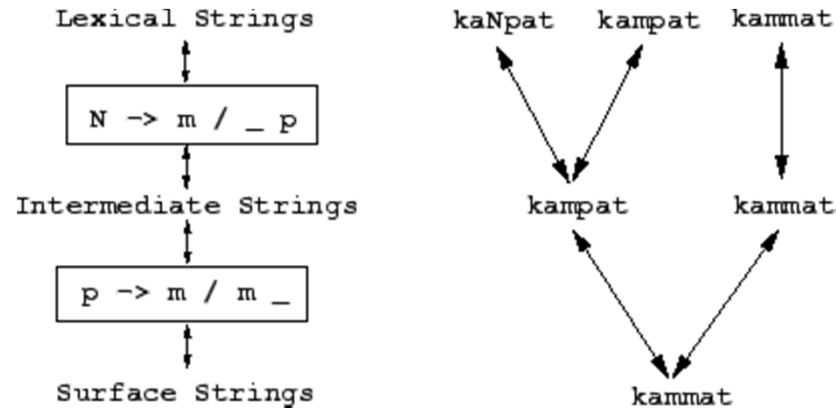 Lexical Strings
N -> m / _ p
Intermediate Strings
p -> m / m _
Surface Strings
kaNpat kampat kammat
kampat kammat
kammat